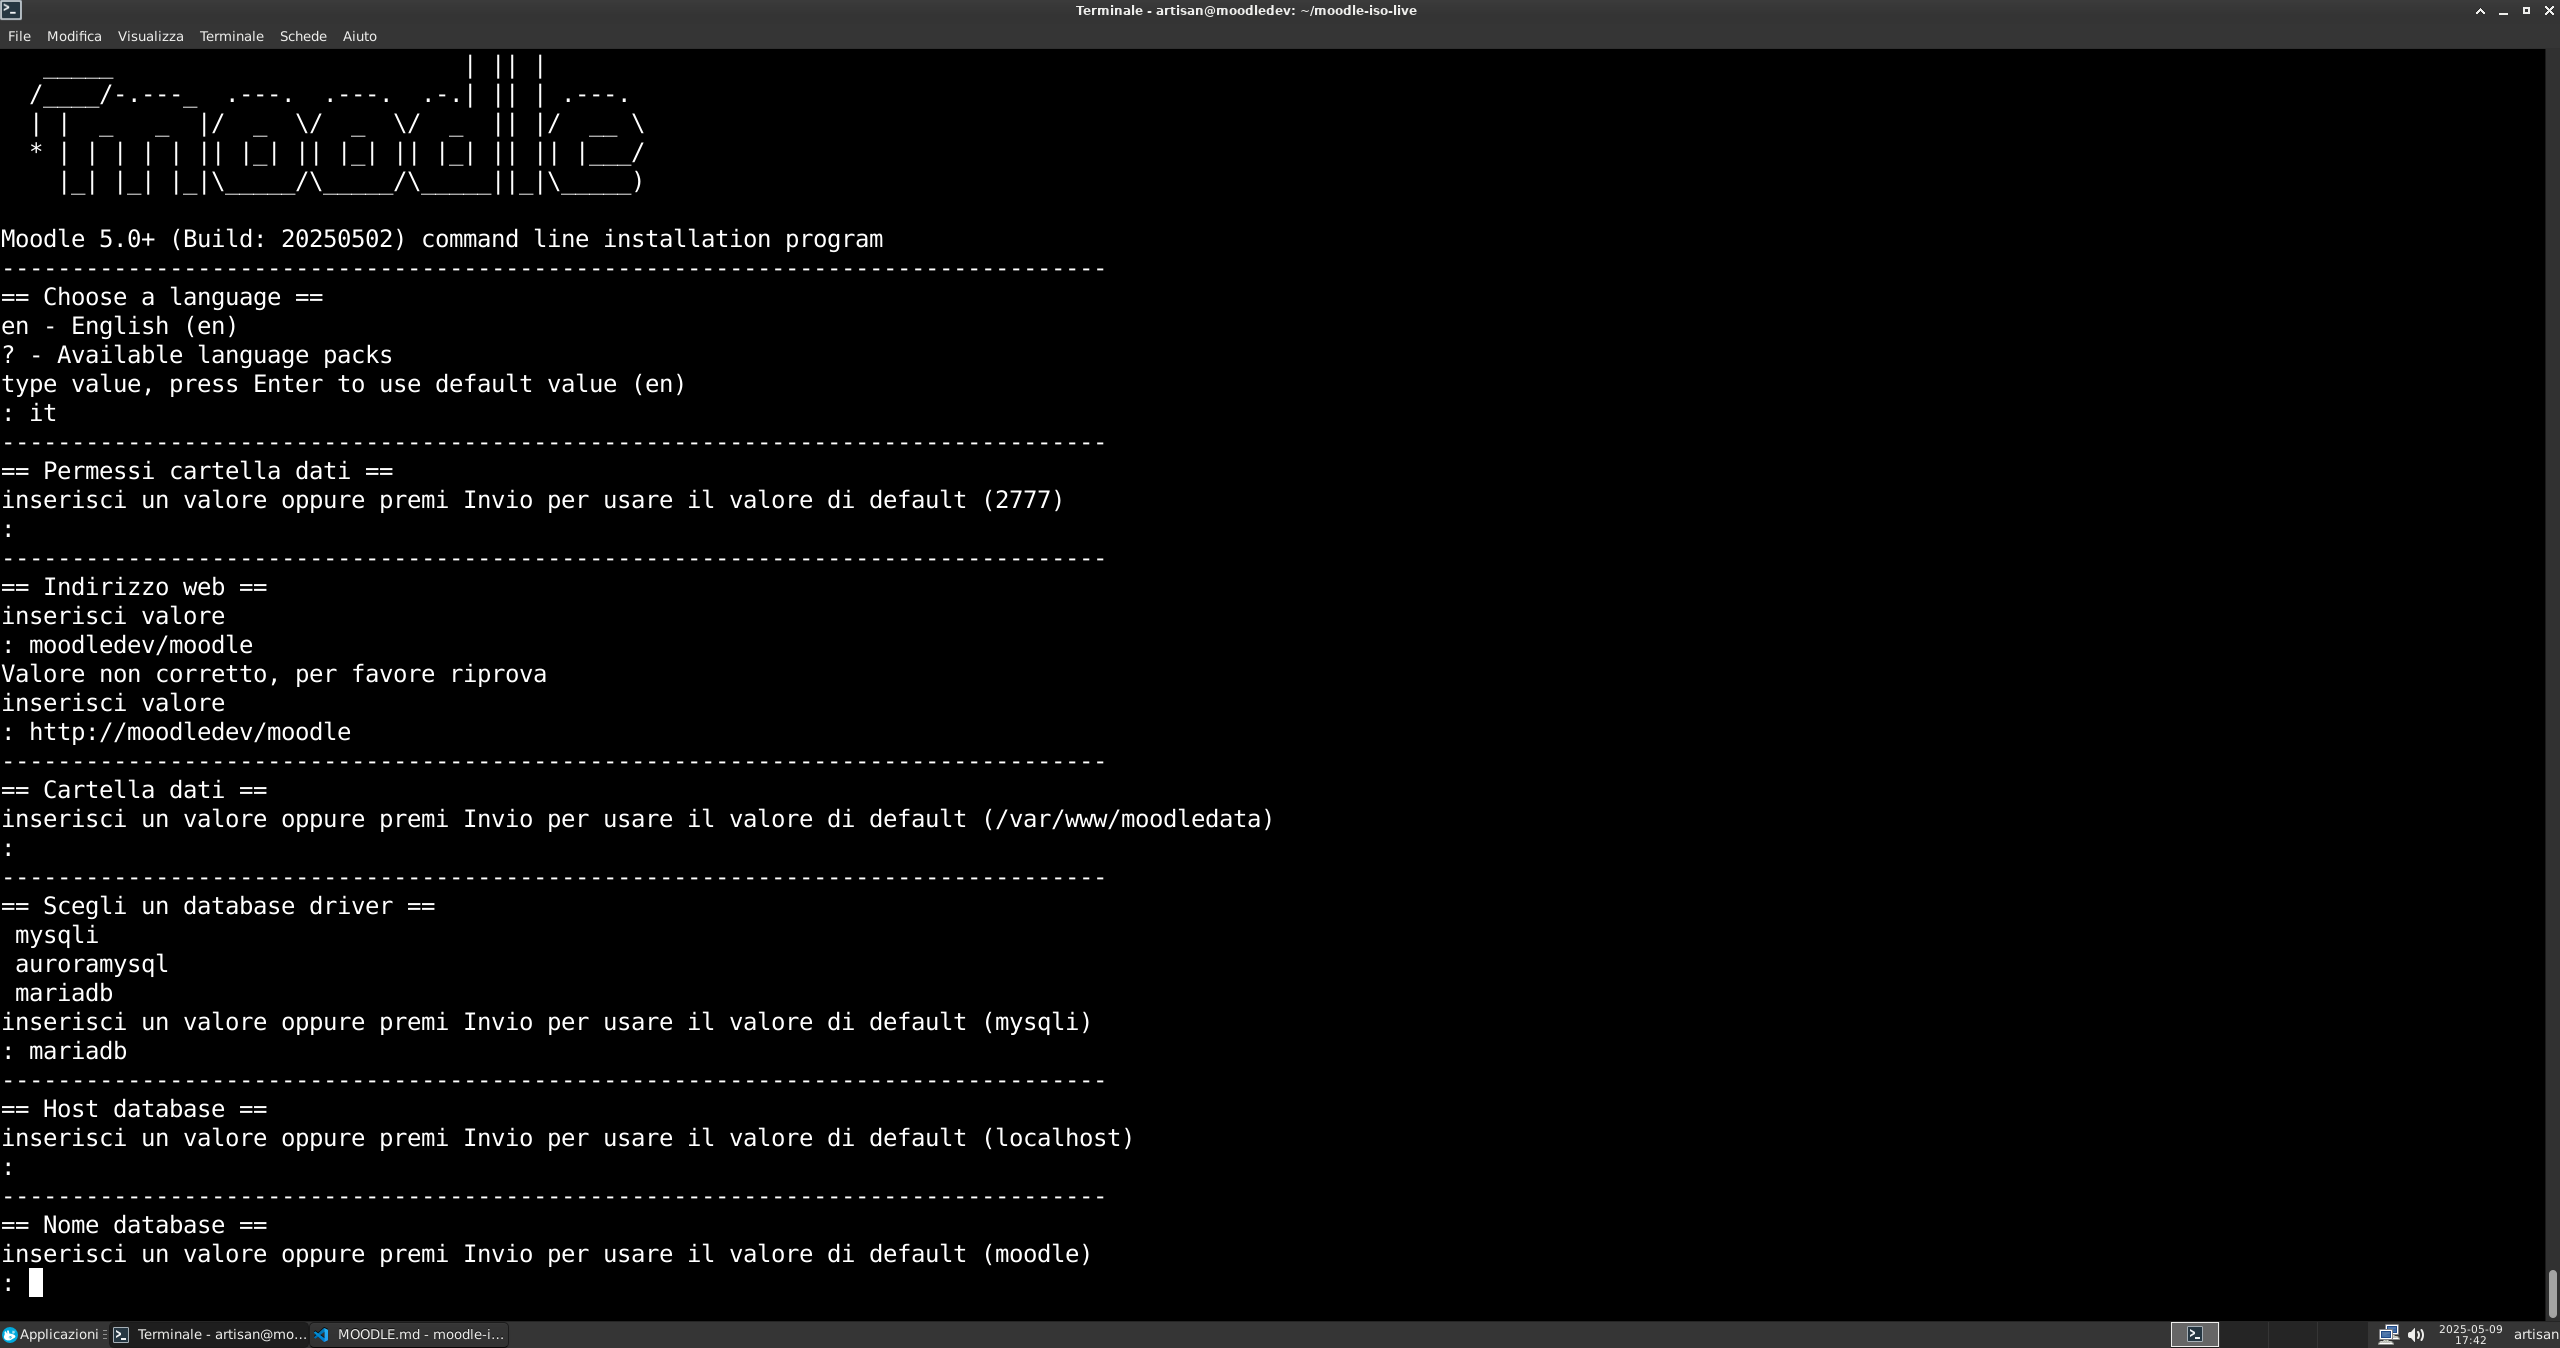 Terminale - artisan@moodledev: ~/moodle-iso-live
File Modifica Visualizza Terminale Schede Aiuto
   _____                         | || |
  /____/-.---_  .---.  .---.  .-.| || | .---.
  | |  _   _  |/  _  \/  _  \/  _  || |/  __ \
  * | | | | | || |_| || |_| || |_| || || |___/
    |_| |_| |_|\_____/\_____/\_____||_|\_____)
Moodle 5.0+ (Build: 20250502) command line installation program
-------------------------------------------------------------------------------
== Choose a language ==
en - English (en)
? - Available language packs
type value, press Enter to use default value (en)
: it
-------------------------------------------------------------------------------
== Permessi cartella dati ==
inserisci un valore oppure premi Invio per usare il valore di default (2777)
:
-------------------------------------------------------------------------------
== Indirizzo web ==
inserisci valore
: moodledev/moodle
Valore non corretto, per favore riprova
inserisci valore
: http://moodledev/moodle
-------------------------------------------------------------------------------
== Cartella dati ==
inserisci un valore oppure premi Invio per usare il valore di default (/var/www/moodledata)
:
-------------------------------------------------------------------------------
== Scegli un database driver ==
 mysqli
 auroramysql
 mariadb
inserisci un valore oppure premi Invio per usare il valore di default (mysqli)
: mariadb
-------------------------------------------------------------------------------
== Host database ==
inserisci un valore oppure premi Invio per usare il valore di default (localhost)
:
-------------------------------------------------------------------------------
== Nome database ==
inserisci un valore oppure premi Invio per usare il valore di default (moodle)
:
Applicazioni
Terminale - artisan@mo...
MOODLE.md - moodle-i...
2025-05-09
17:42
artisan